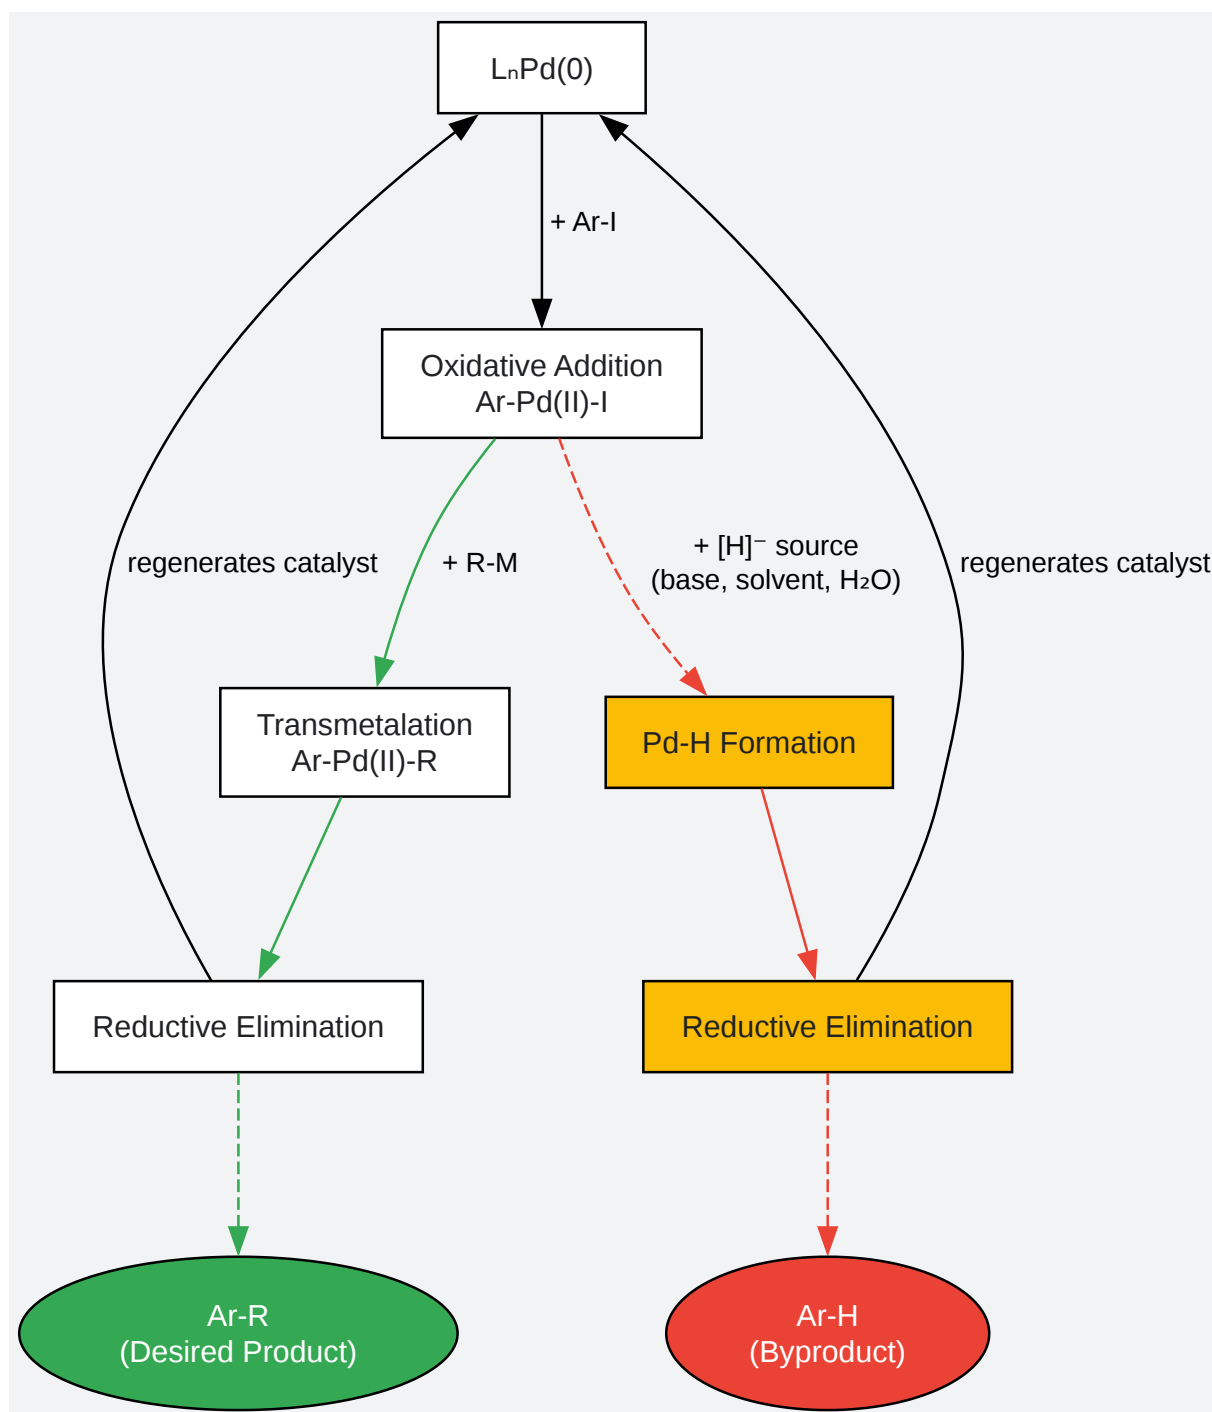 LₙPd(0)
+ Ar-I
Oxidative Addition
Ar-Pd(II)-I
regenerates catalyst
+ R-M
+ [H]⁻ source
(base, solvent, H₂O)
regenerates catalyst
Transmetalation
Ar-Pd(II)-R
Pd-H Formation
Reductive Elimination
Reductive Elimination
Ar-R
(Desired Product)
Ar-H
(Byproduct)